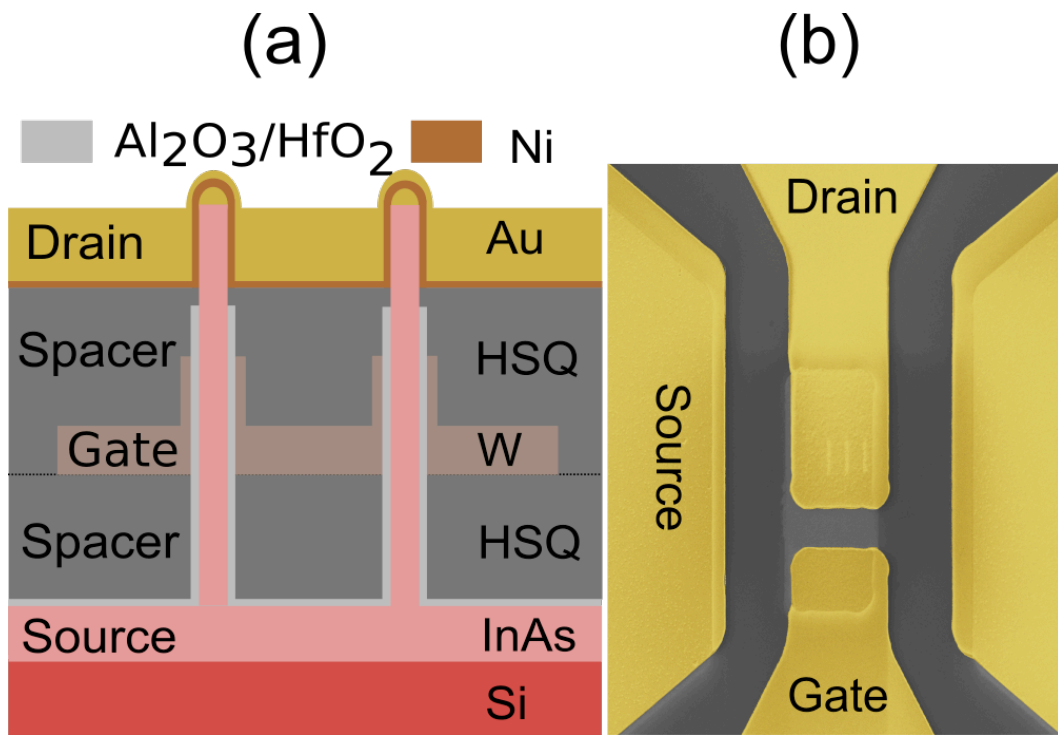 (a)
(b)
Al₂O₃/HfO₂
Ni
Drain
Au
Spacer
HSQ
Gate
W
Spacer
HSQ
Source
InAs
Si
Drain
Source
Gate